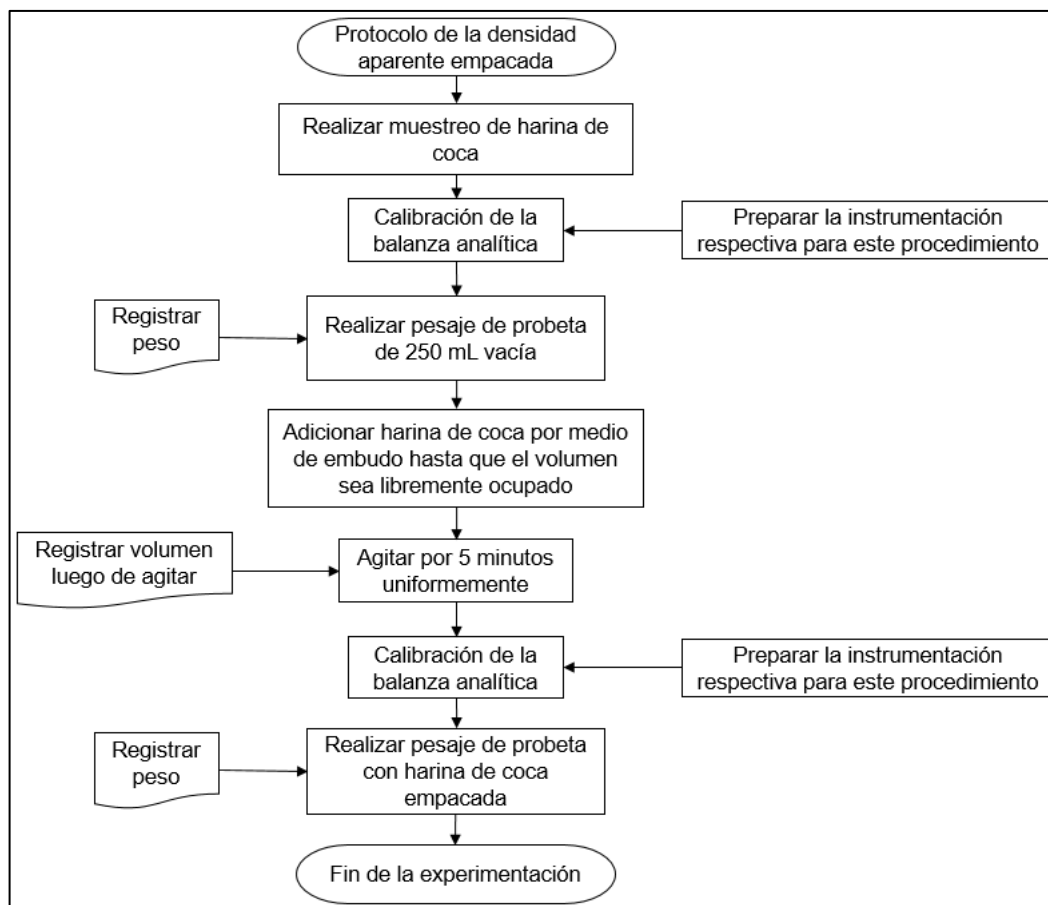 Protocolo de la densidad
aparente empacada
Realizar muestreo de harina de
coca
Calibración de la
balanza analítica
Preparar la instrumentación
respectiva para este procedimiento
Registrar
peso
Realizar pesaje de probeta
de 250 mL vacía
Adicionar harina de coca por medio
de embudo hasta que el volumen
sea libremente ocupado
Registrar volumen
luego de agitar
Agitar por 5 minutos
uniformemente
Calibración de la
balanza analítica
Preparar la instrumentación
respectiva para este procedimiento
Registrar
peso
Realizar pesaje de probeta
con harina de coca
empacada
Fin de la experimentación